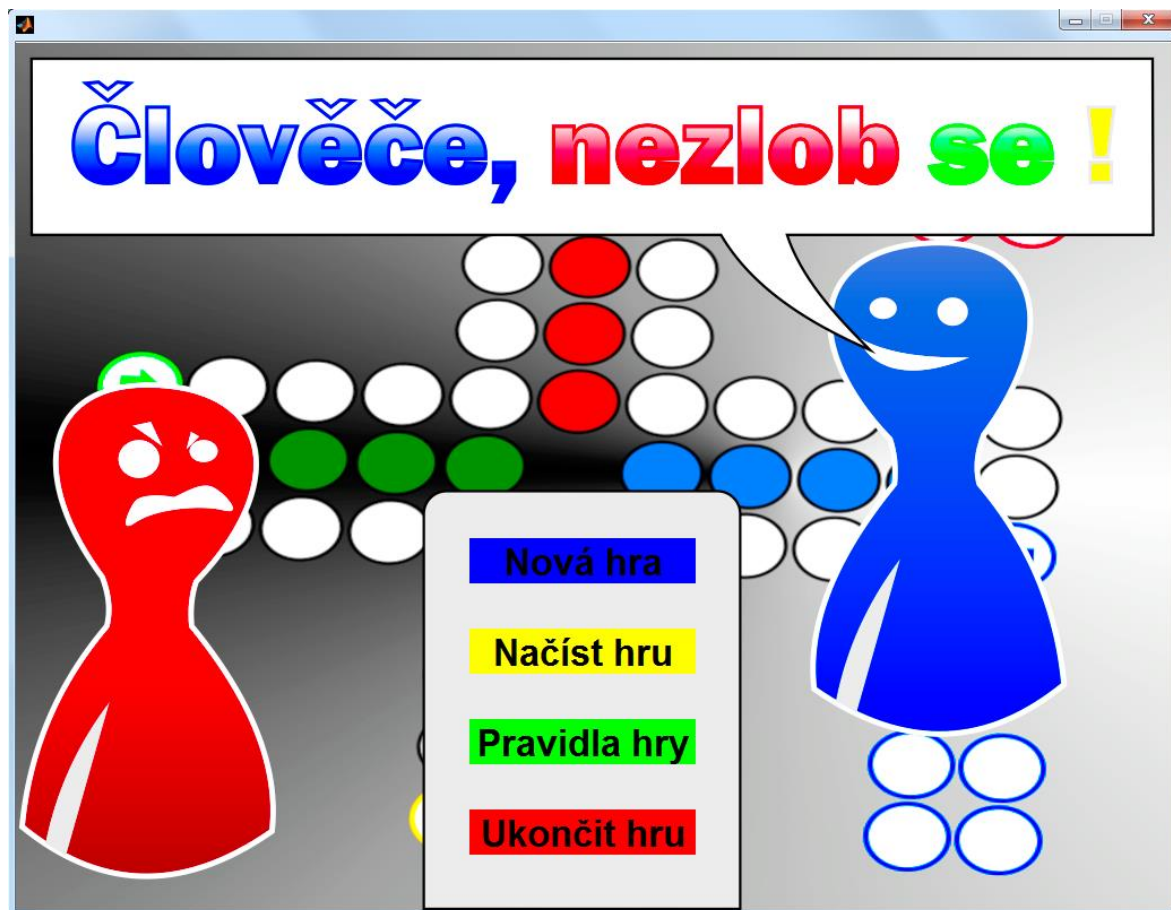 Člověče, nezlob se !
Nová hra
Načíst hru
Pravidla hry
Ukončit hru